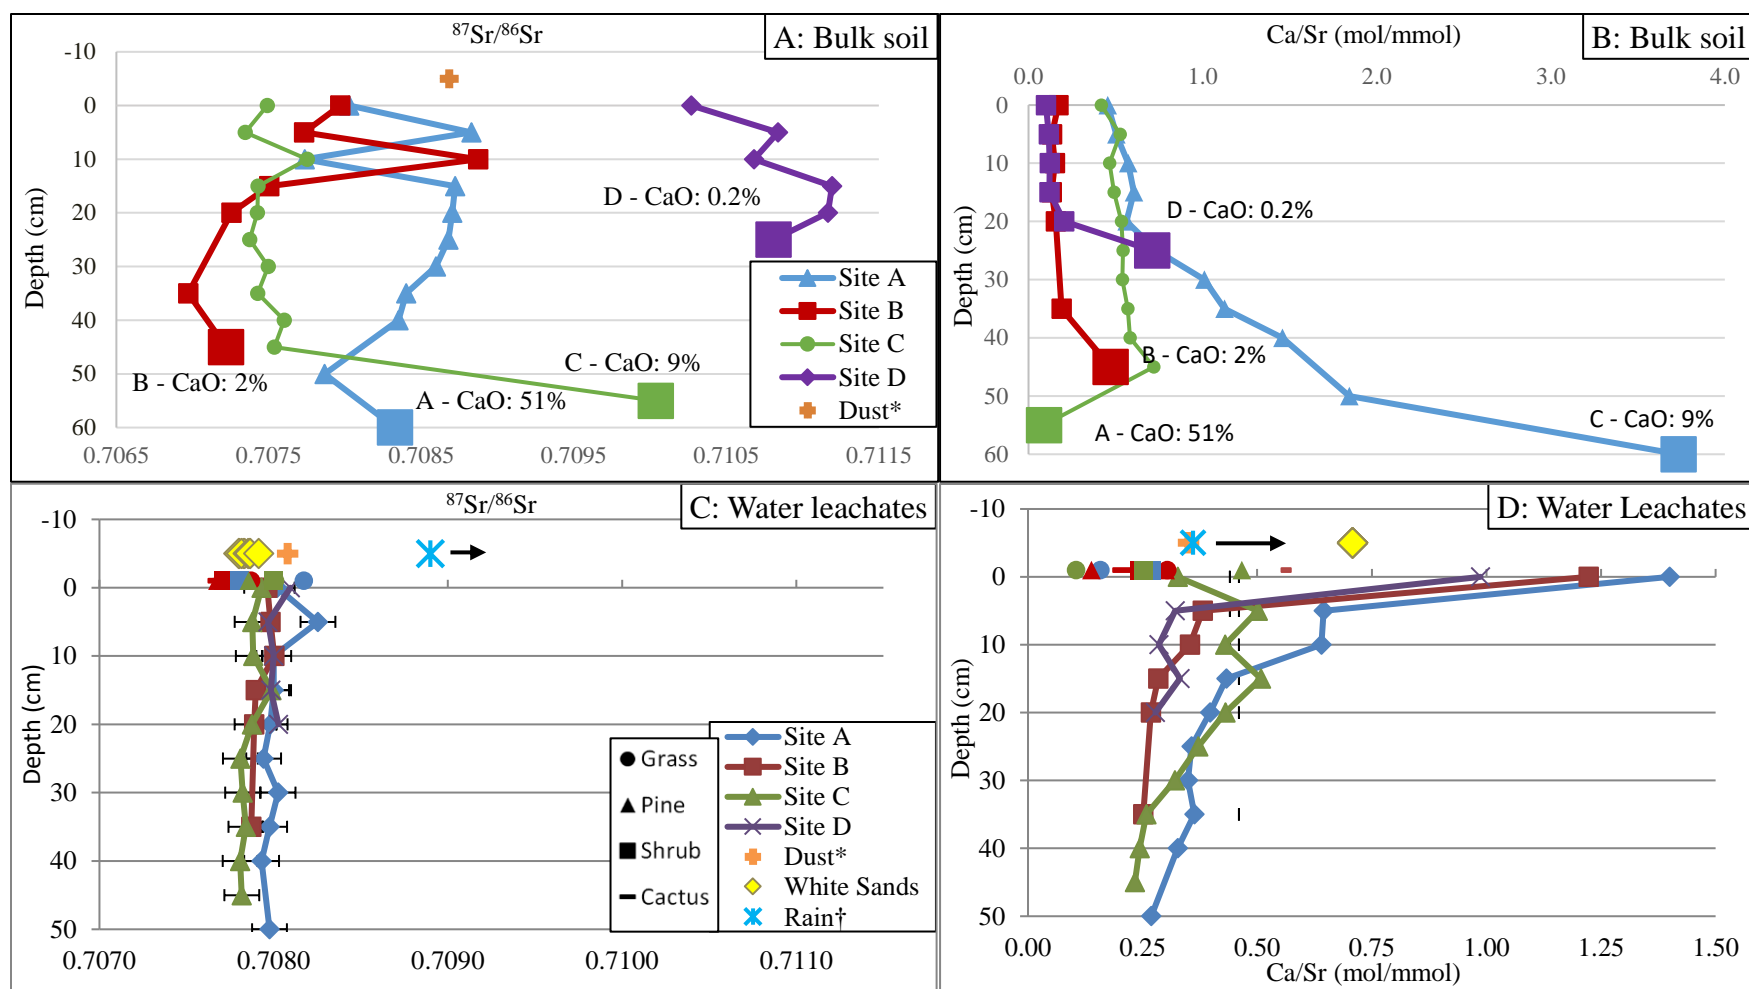 ⁸⁷Sr/⁸⁶Sr
A: Bulk soil
-10
0
10
20
30
40
50
60
Depth (cm)
0.7065
0.7075
0.7085
0.7095
0.7105
0.7115
D - CaO: 0.2%
C - CaO: 9%
B - CaO: 2%
A - CaO: 51%
Site A
Site B
Site C
Site D
Dust*
Ca/Sr (mol/mmol)
B: Bulk soil
0.0
1.0
2.0
3.0
4.0
0
10
20
30
40
50
60
Depth (cm)
D - CaO: 0.2%
B - CaO: 2%
A - CaO: 51%
C - CaO: 9%
⁸⁷Sr/⁸⁶Sr
C: Water leachates
-10
0
10
20
30
40
50
Depth (cm)
0.7070
0.7080
0.7090
0.7100
0.7110
Grass
Pine
Shrub
Cactus
Site A
Site B
Site C
Site D
Dust*
White Sands
Rain†
D: Water Leachates
-10
0
10
20
30
40
50
Depth (cm)
0.00
0.25
0.50
0.75
1.00
1.25
1.50
Ca/Sr (mol/mmol)